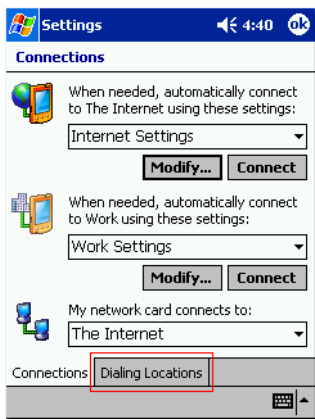 Settings 4:40 ok
Connections
When needed, automatically connect
to The Internet using these settings:
Internet Settings
Modify... Connect
When needed, automatically connect
to Work using these settings:
Work Settings
Modify... Connect
My network card connects to:
The Internet
Connections Dialing Locations